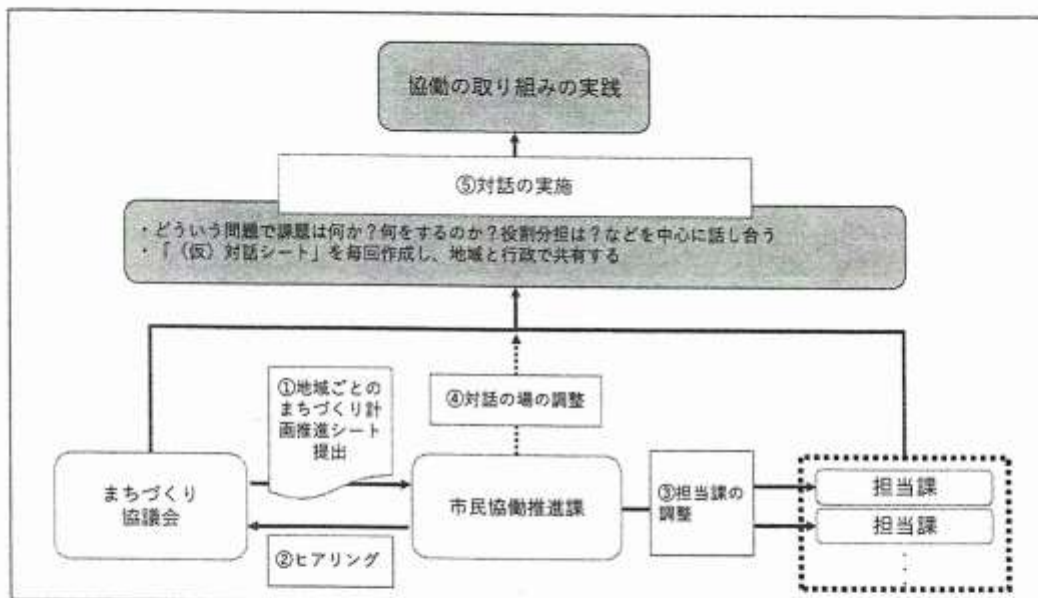 協働の取り組みの実践
⑤対話の実施
・どういう問題で課題は何か？何をするのか？役割分担は？などを中心に話し合う
・「（仮）対話シート」を毎回作成し、地域と行政で共有する
①地域ごとの
まちづくり計
画推進シート
提出
④対話の場の調整
まちづくり
協議会
市民協働推進課
③担当課の
調整
担当課
担当課
②ヒアリング